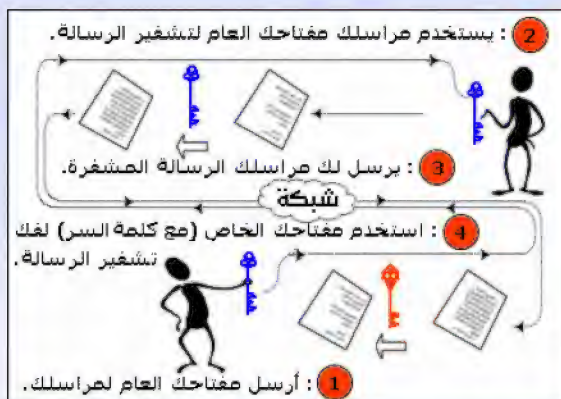 2 : يستخدم مراسلك مفتاحك العام لتشفير الرسالة.
3 : يرسل لك مراسلك الرسالة المشفرة.
شبكة
4 : استخدم مفتاحك الخاص (مع كلمة السر) لفك
تشفير الرسالة.
1 : أرسل مفتاحك العام لمراسلك.